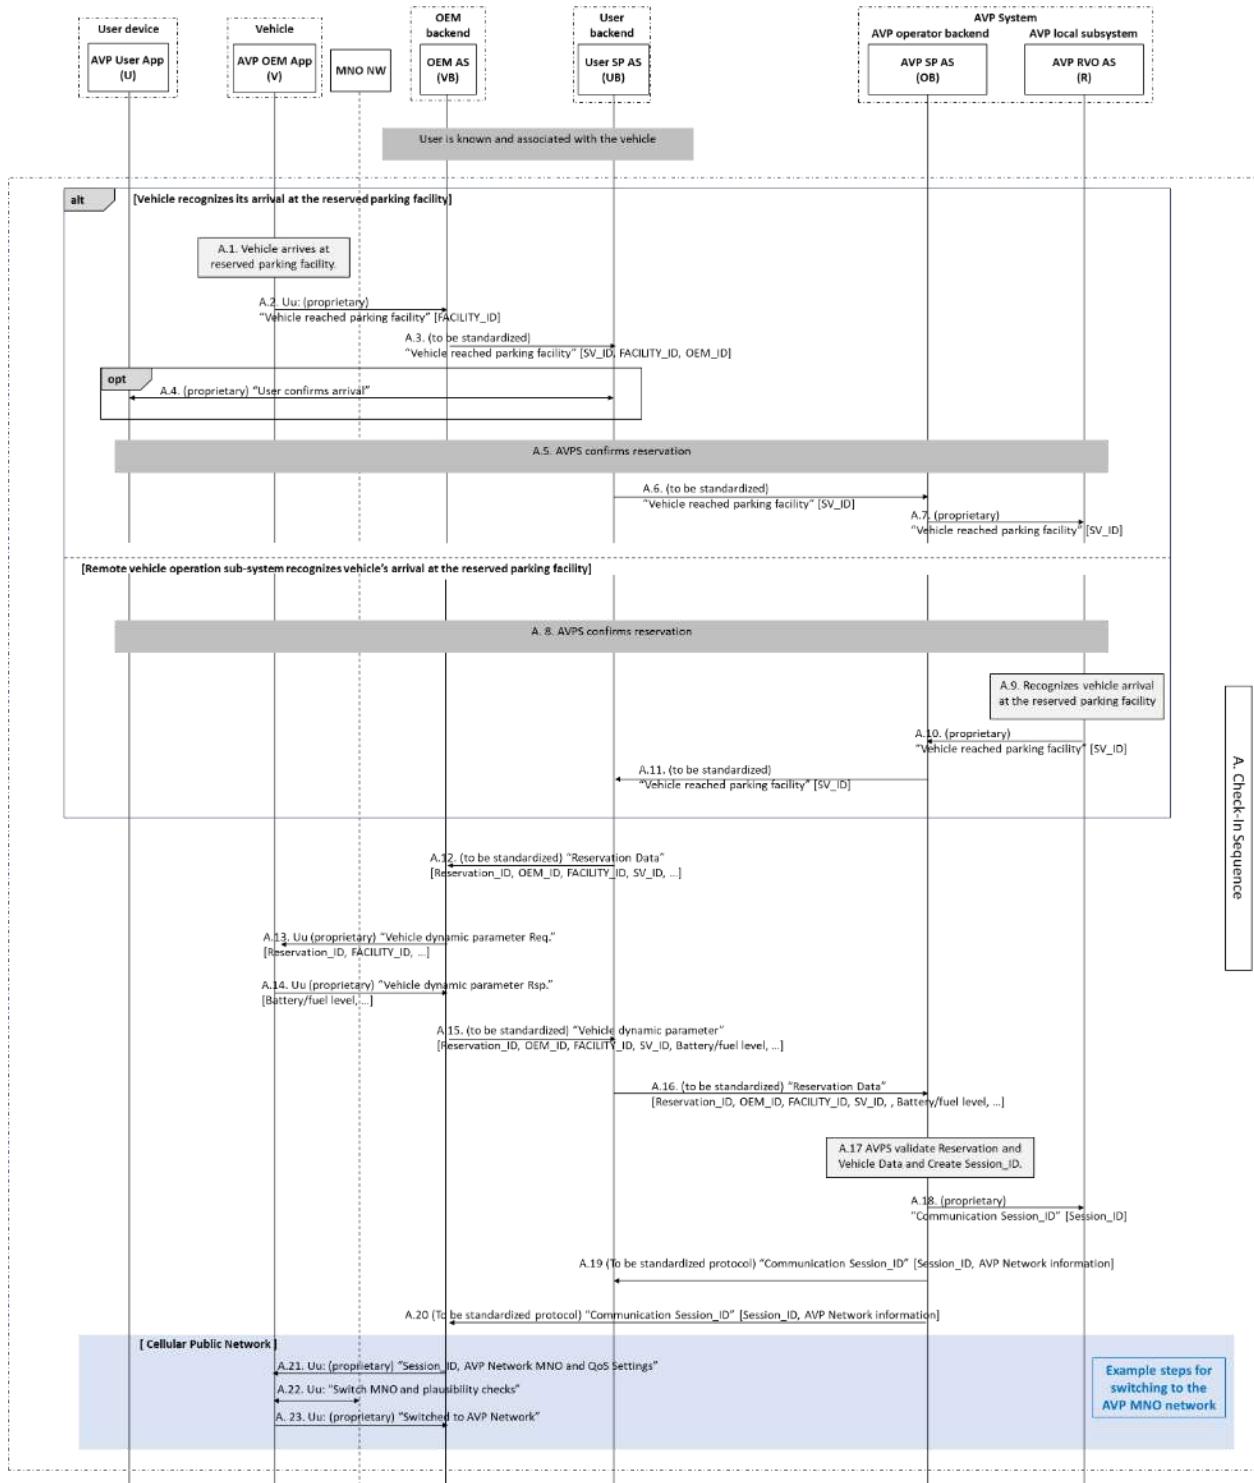 User device
Vehicle
OEM
backend
User
backend
AVP System
AVP operator backend
AVP local subsystem
AVP User App
(U)
AVP OEM App
(V)
MNO NW
OEM AS
(VB)
User SP AS
(UB)
AVP SP AS
(OB)
AVP RVO AS
(R)
User is known and associated with the vehicle
alt
[Vehicle recognizes its arrival at the reserved parking facility]
A.1. Vehicle arrives at
reserved parking facility.
A.2. Uu: (proprietary)
"Vehicle reached parking facility" [FACILITY_ID]
A.3. (to be standardized)
"Vehicle reached parking facility" [SV_ID, FACILITY_ID, OEM_ID]
opt
A.4. (proprietary) "User confirms arrival"
A.5. AVPS confirms reservation
A.6. (to be standardized)
"Vehicle reached parking facility" [SV_ID]
A.7. (proprietary)
"Vehicle reached parking facility" [SV_ID]
[Remote vehicle operation sub-system recognizes vehicle's arrival at the reserved parking facility]
A. 8. AVPS confirms reservation
A.9. Recognizes vehicle arrival
at the reserved parking facility
A.10. (proprietary)
"Vehicle reached parking facility" [SV_ID]
A.11. (to be standardized)
"Vehicle reached parking facility" [SV_ID]
A. Check-In Sequence
A.12. (to be standardized) "Reservation Data"
[Reservation_ID, OEM_ID, FACILITY_ID, SV_ID, ...]
A.13. Uu (proprietary) "Vehicle dynamic parameter Req."
[Reservation_ID, FACILITY_ID, ...]
A.14. Uu (proprietary) "Vehicle dynamic parameter Rsp."
[Battery/fuel level, ...]
A.15. (to be standardized) "Vehicle dynamic parameter"
[Reservation_ID, OEM_ID, FACILITY_ID, SV_ID, Battery/fuel level, ...]
A.16. (to be standardized) "Reservation Data"
[Reservation_ID, OEM_ID, FACILITY_ID, SV_ID, , Battery/fuel level, ...]
A.17 AVPS validate Reservation and
Vehicle Data and Create Session_ID.
A.18. (proprietary)
"Communication Session_ID" [Session_ID]
A.19 (To be standardized protocol) "Communication Session_ID" [Session_ID, AVP Network information]
A.20 (To be standardized protocol) "Communication Session_ID" [Session_ID, AVP Network information]
[ Cellular Public Network ]
A.21. Uu: (proprietary) "Session_ID, AVP Network MNO and QoS Settings"
A.22. Uu: "Switch MNO and plausibility checks"
A. 23. Uu: (proprietary) "Switched to AVP Network"
Example steps for
switching to the
AVP MNO network